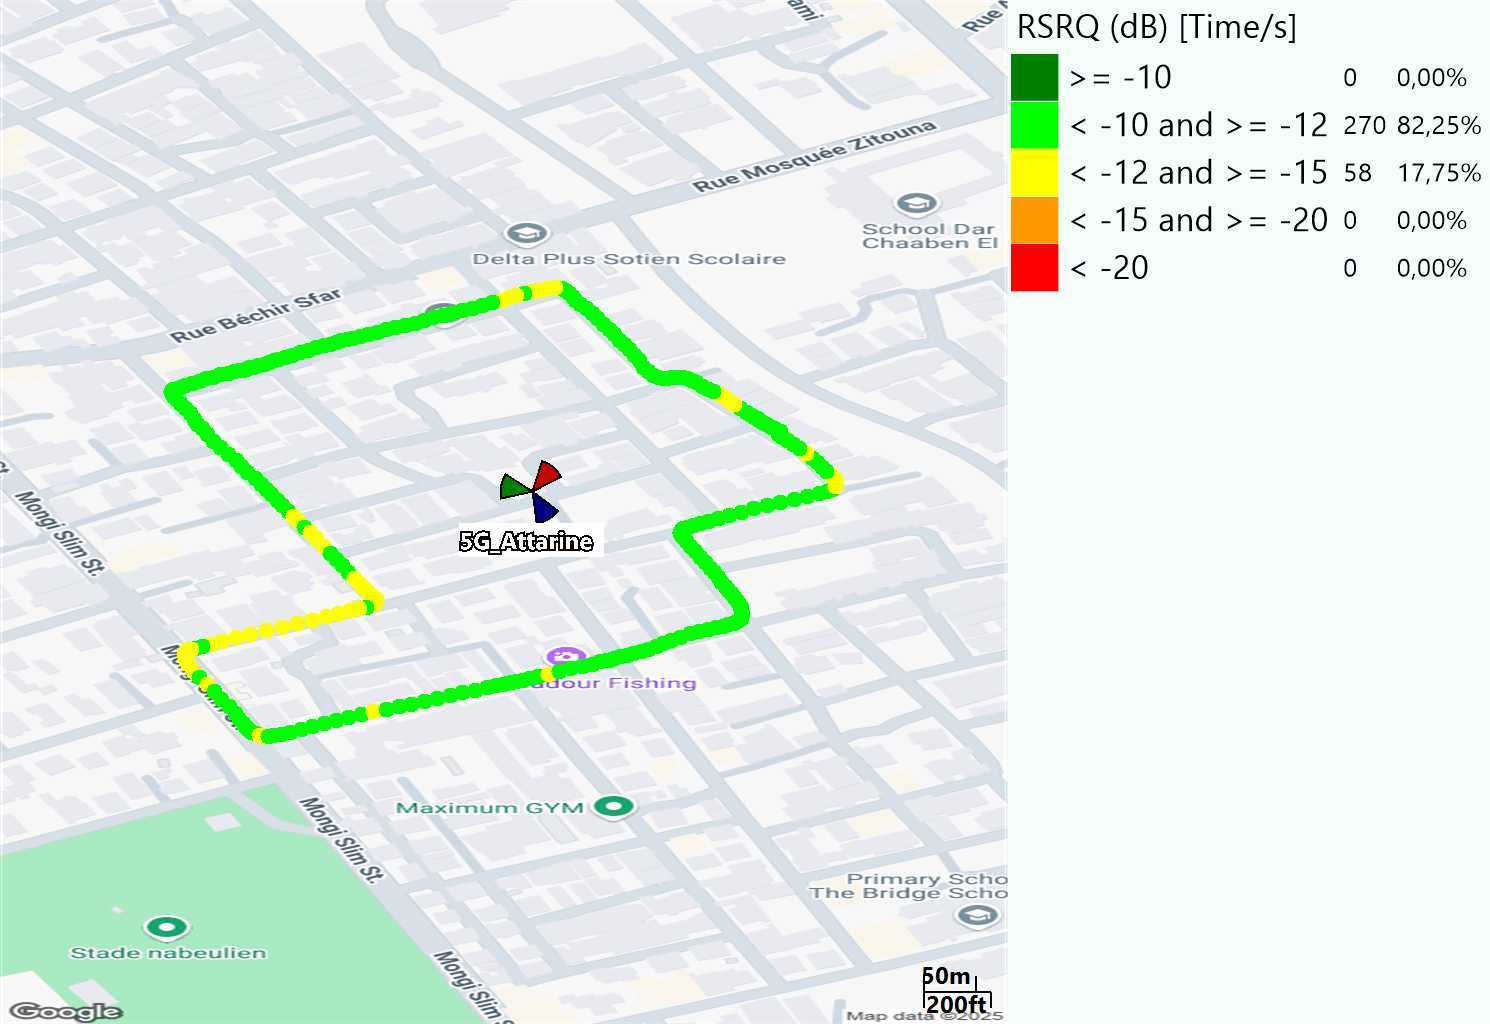 RSRQ (dB) [Time/s]
>= -10 0 0,00%
< -10 and >= -12 270 82,25%
< -12 and >= -15 58 17,75%
< -15 and >= -20 0 0,00%
< -20 0 0,00%
Rue
Rue Mosquée Zitouna
School Dar
Chaaben El
Delta Plus Sotien Scolaire
Rue Béchir Sfar
St.
Mongi Slim St.
5G_Attarine
Fishing
Maximum GYM
Mongi Slim St.
Primary Scho
The Bridge Scho
Stade nabeulien
Mongi Slim S
50m
200ft
Google
Map data ©2025